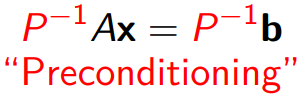 P⁻¹Ax = P⁻¹b
“Preconditioning”